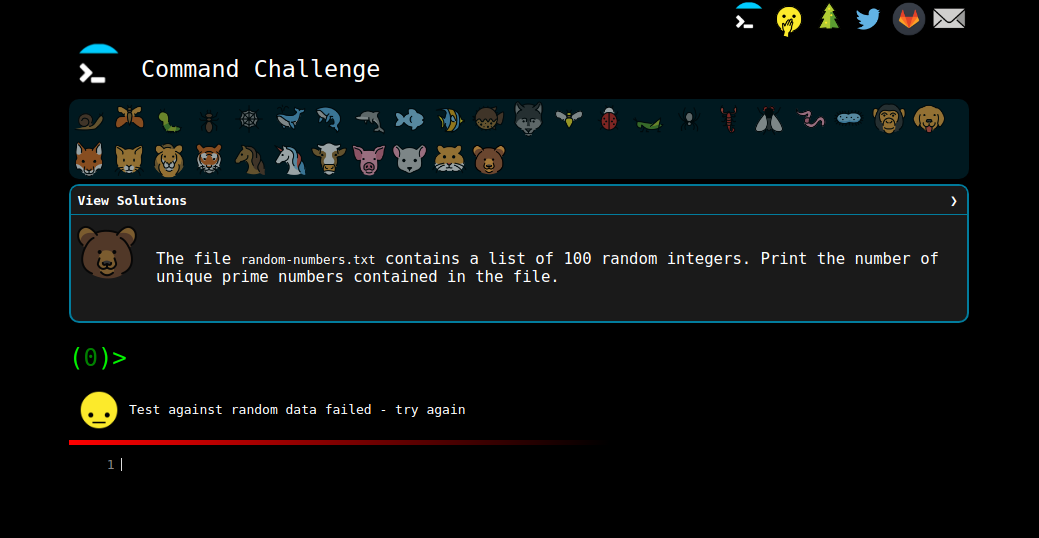 Command Challenge
View Solutions ❯
The file random-numbers.txt contains a list of 100 random integers. Print the number of
unique prime numbers contained in the file.
(0)>
Test against random data failed - try again
1